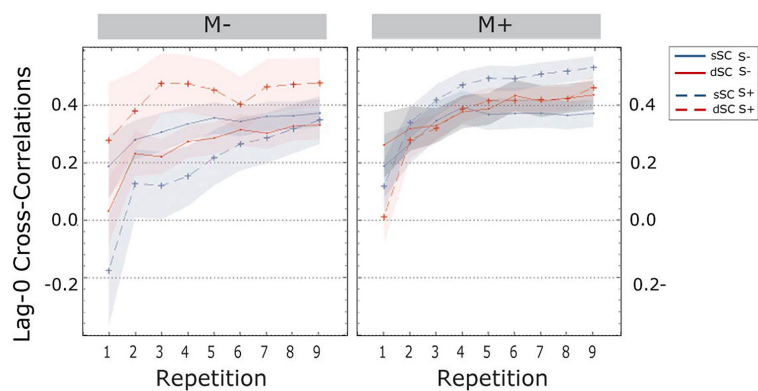 M-
M+
sSC S-
dSC S-
sSC S+
dSC S+
Lag-0 Cross-Correlations
0.4
0.2
0.0
-0.2
0.4
0.2
0.0
0.2-
1 2 3 4 5 6 7 8 9
1 2 3 4 5 6 7 8 9
Repetition
Repetition